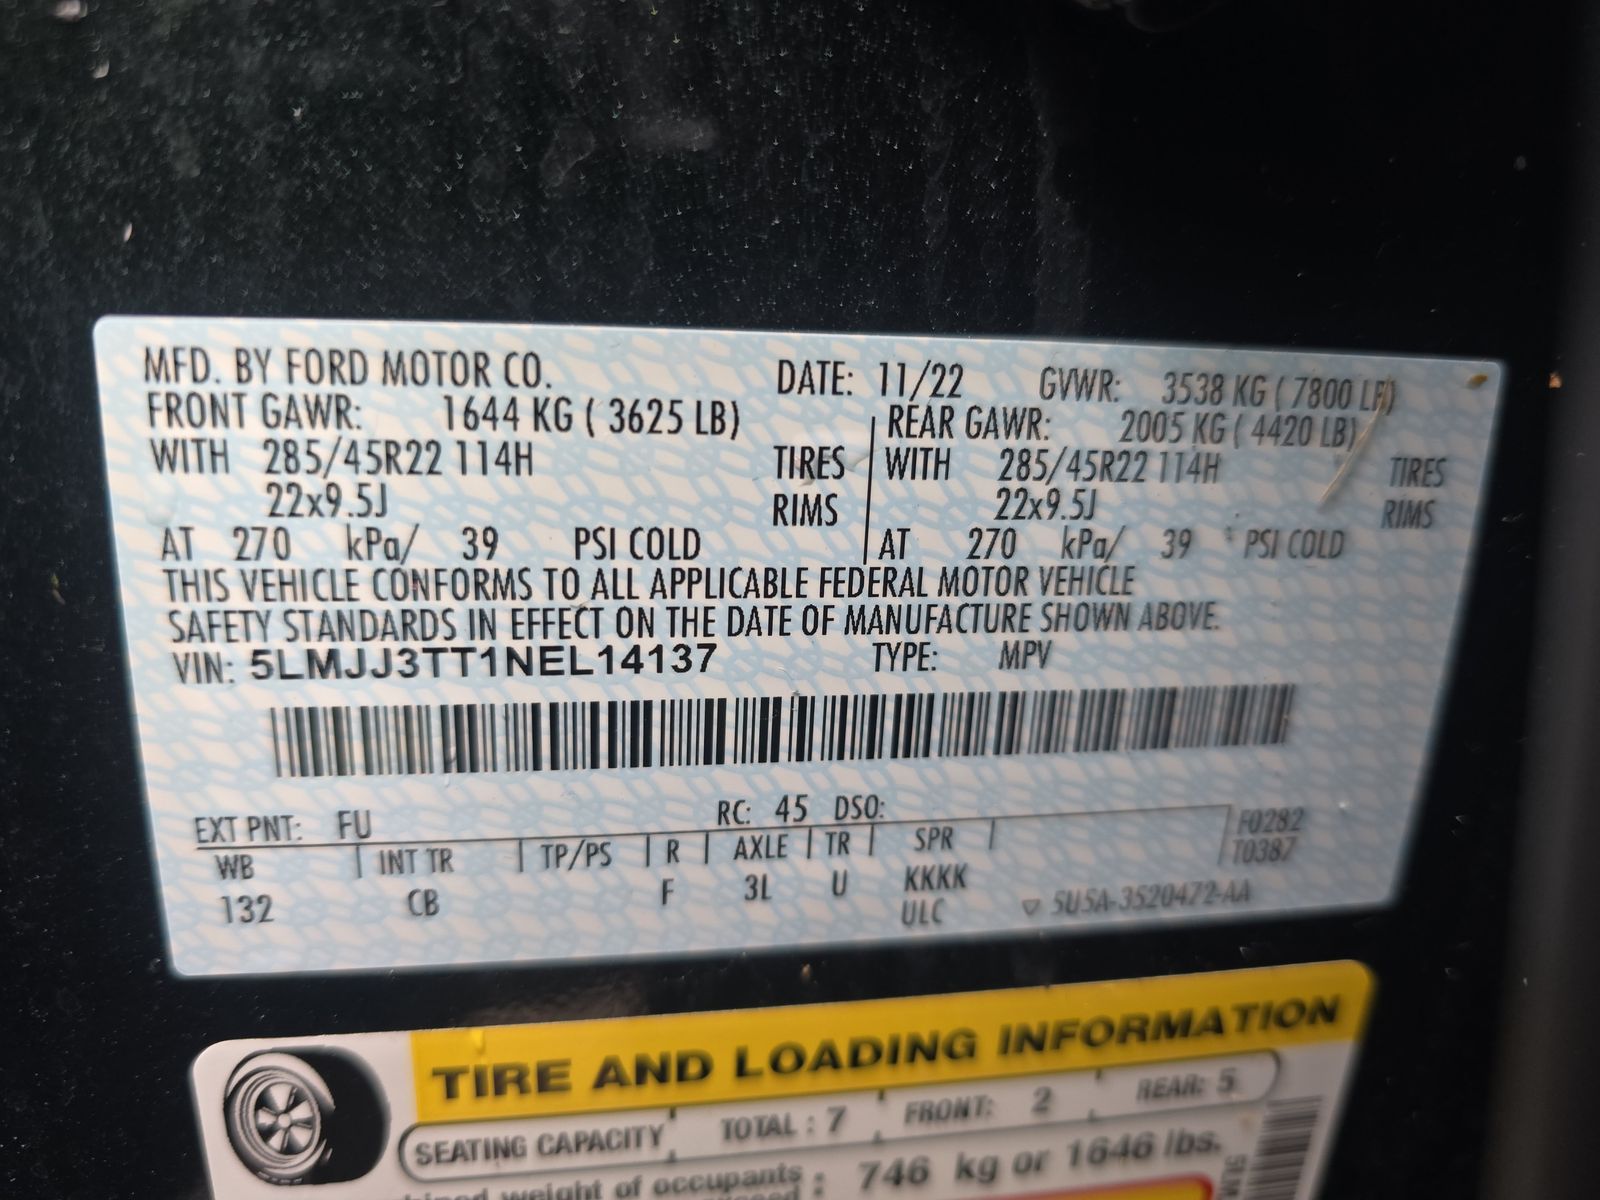 MFD. BY FORD MOTOR CO. DATE: 11/22 GVWR: 3538 KG ( 7800 LB)
FRONT GAWR: 1644 KG ( 3625 LB) REAR GAWR: 2005 KG ( 4420 LB)
WITH 285/45R22 114H TIRES WITH 285/45R22 114H TIRES
22x9.5J RIMS 22x9.5J RIMS
AT 270 kPa/ 39 PSI COLD AT 270 kPa/ 39 PSI COLD
THIS VEHICLE CONFORMS TO ALL APPLICABLE FEDERAL MOTOR VEHICLE
SAFETY STANDARDS IN EFFECT ON THE DATE OF MANUFACTURE SHOWN ABOVE.
VIN: 5LMJJ3TT1NEL14137 TYPE: MPV
EXT PNT: FU RC: 45 DSO: F0282
WB INT TR TP/PS R AXLE TR SPR T0387
132 CB F 3L U KKKK
ULC ▽ 5U5A-3520472-AA
TIRE AND LOADING INFORMATION
SEATING CAPACITY TOTAL : 7 FRONT: 2 REAR: 5
weight of occupants : 746 kg or 1646 lbs.